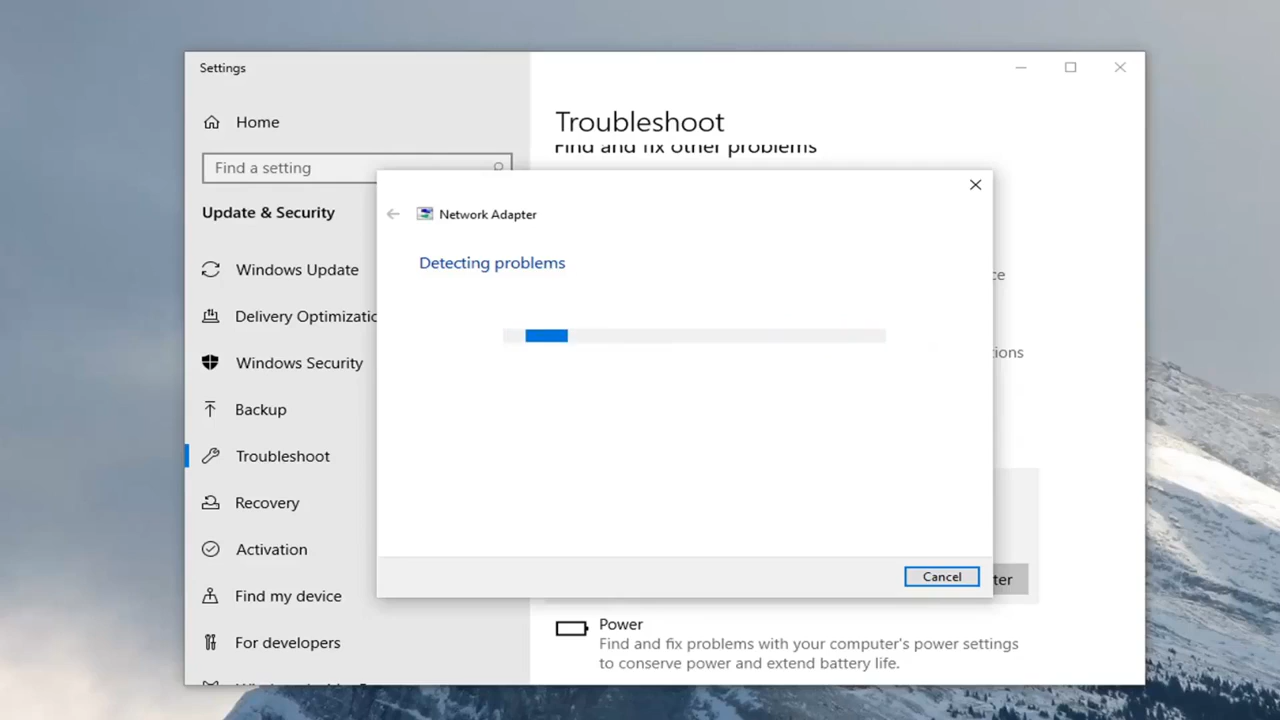 Settings
Home
Find a setting
Update & Security
Windows Update
Delivery Optimizatio
Windows Security
Backup
Troubleshoot
Recovery
Activation
Find my device
For developers
Troubleshoot
Find and fix other problems
Network Adapter
Detecting problems
Cancel
ce
tions
ter
Power
Find and fix problems with your computer's power settings
to conserve power and extend battery life.